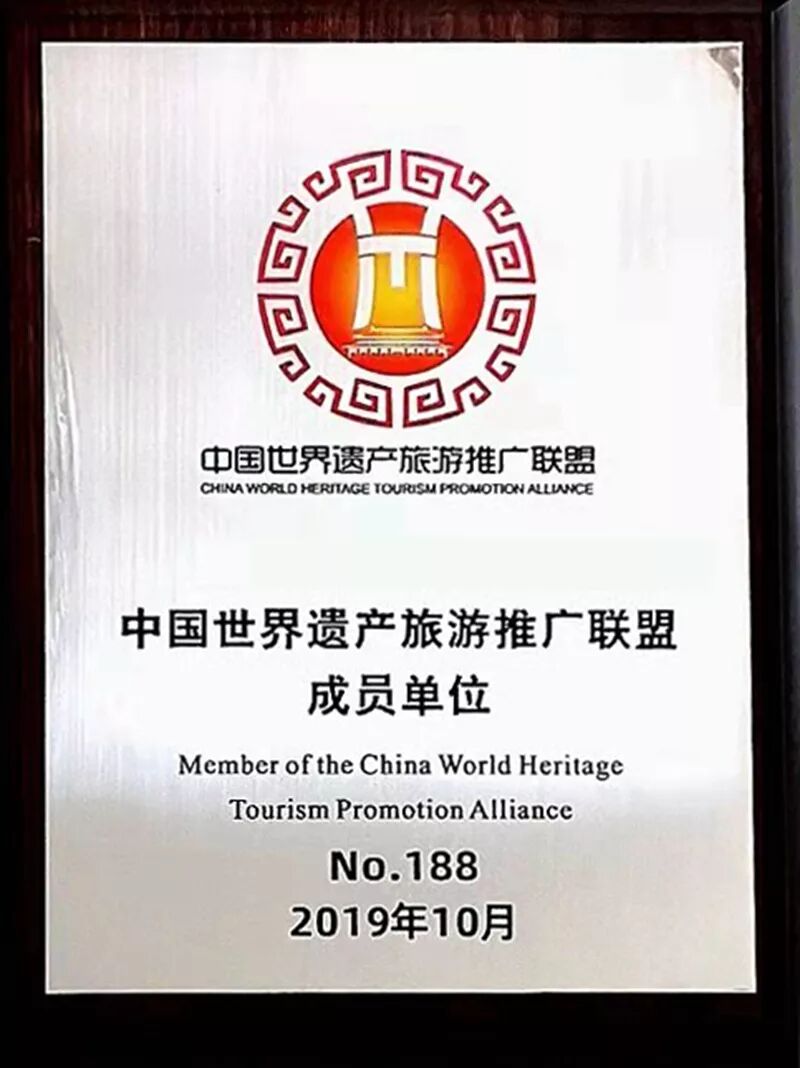 中国世界遗产旅游推广联盟
CHINA WORLD HERITAGE TOURISM PROMOTION ALLIANCE
中国世界遗产旅游推广联盟
成员单位
Member of the China World Heritage
Tourism Promotion Alliance
No.188
2019年10月